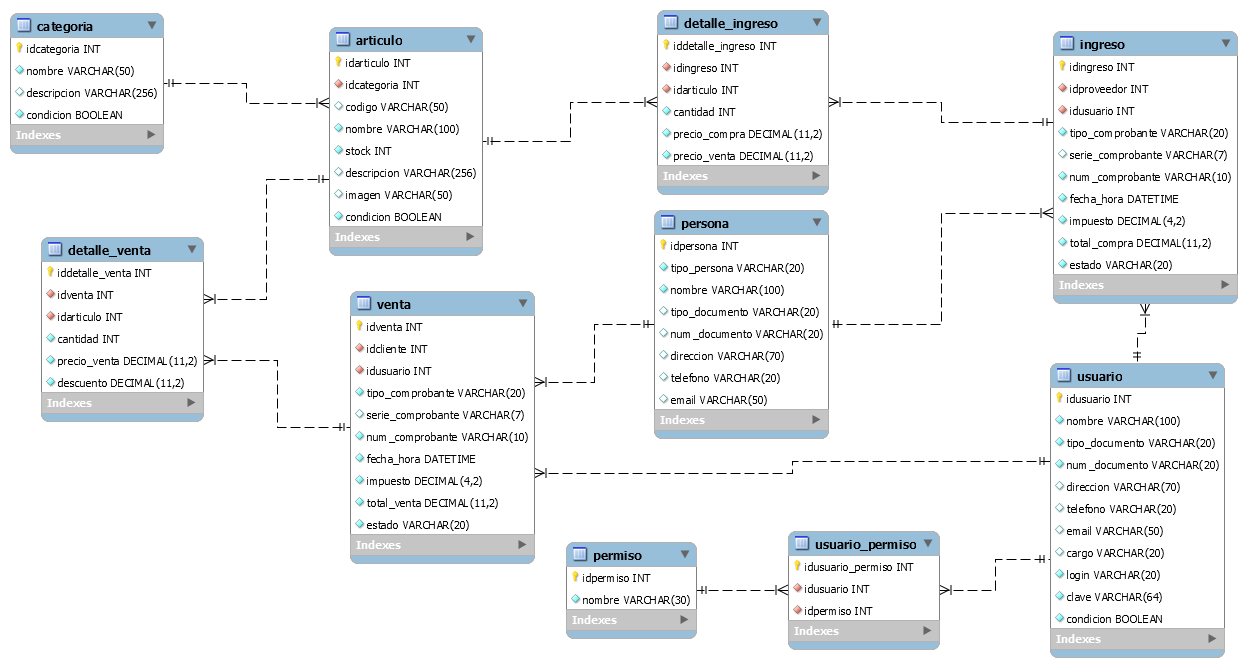 categoria
idcategoria INT
nombre VARCHAR(50)
descripcion VARCHAR(256)
condicion BOOLEAN
Indexes
articulo
idarticulo INT
idcategoria INT
codigo VARCHAR(50)
nombre VARCHAR(100)
stock INT
descripcion VARCHAR(256)
imagen VARCHAR(50)
condicion BOOLEAN
Indexes
detalle_ingreso
iddetalle_ingreso INT
idingreso INT
idarticulo INT
cantidad INT
precio_compra DECIMAL(11,2)
precio_venta DECIMAL(11,2)
Indexes
ingreso
idingreso INT
idproveedor INT
idusuario INT
tipo_comprobante VARCHAR(20)
serie_comprobante VARCHAR(7)
num_comprobante VARCHAR(10)
fecha_hora DATETIME
impuesto DECIMAL(4,2)
total_compra DECIMAL(11,2)
estado VARCHAR(20)
Indexes
detalle_venta
iddetalle_venta INT
idventa INT
idarticulo INT
cantidad INT
precio_venta DECIMAL(11,2)
descuento DECIMAL(11,2)
Indexes
venta
idventa INT
idcliente INT
idusuario INT
tipo_comprobante VARCHAR(20)
serie_comprobante VARCHAR(7)
num_comprobante VARCHAR(10)
fecha_hora DATETIME
impuesto DECIMAL(4,2)
total_venta DECIMAL(11,2)
estado VARCHAR(20)
Indexes
persona
idpersona INT
tipo_persona VARCHAR(20)
nombre VARCHAR(100)
tipo_documento VARCHAR(20)
num_documento VARCHAR(20)
direccion VARCHAR(70)
telefono VARCHAR(20)
email VARCHAR(50)
Indexes
usuario
idusuario INT
nombre VARCHAR(100)
tipo_documento VARCHAR(20)
num_documento VARCHAR(20)
direccion VARCHAR(70)
telefono VARCHAR(20)
email VARCHAR(50)
cargo VARCHAR(20)
login VARCHAR(20)
clave VARCHAR(64)
condicion BOOLEAN
Indexes
permiso
idpermiso INT
nombre VARCHAR(30)
Indexes
usuario_permiso
idusuario_permiso INT
idusuario INT
idpermiso INT
Indexes